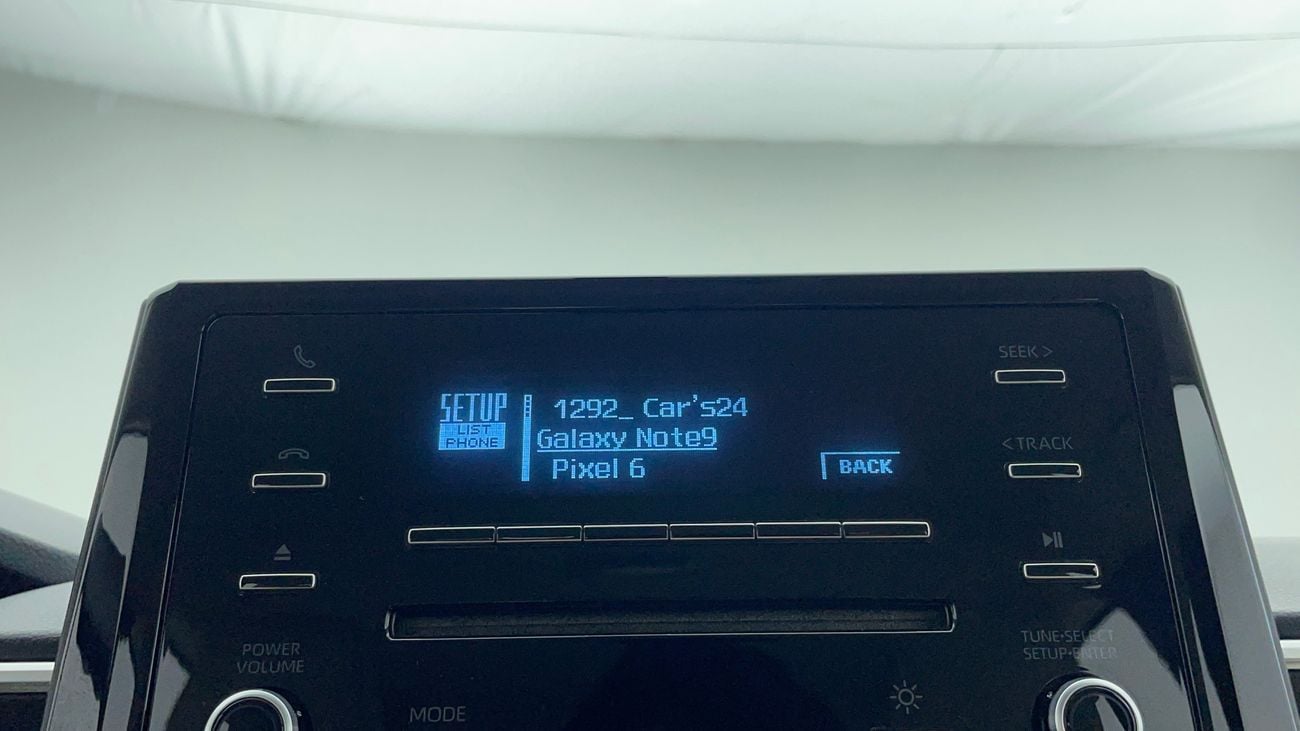 SEEK >
SETUP
LIST
PHONE
1292_ Car's24
Galaxy Note9
Pixel 6
BACK
< TRACK
POWER
VOLUME
TUNE•SELECT
SETUP•ENTER
MODE